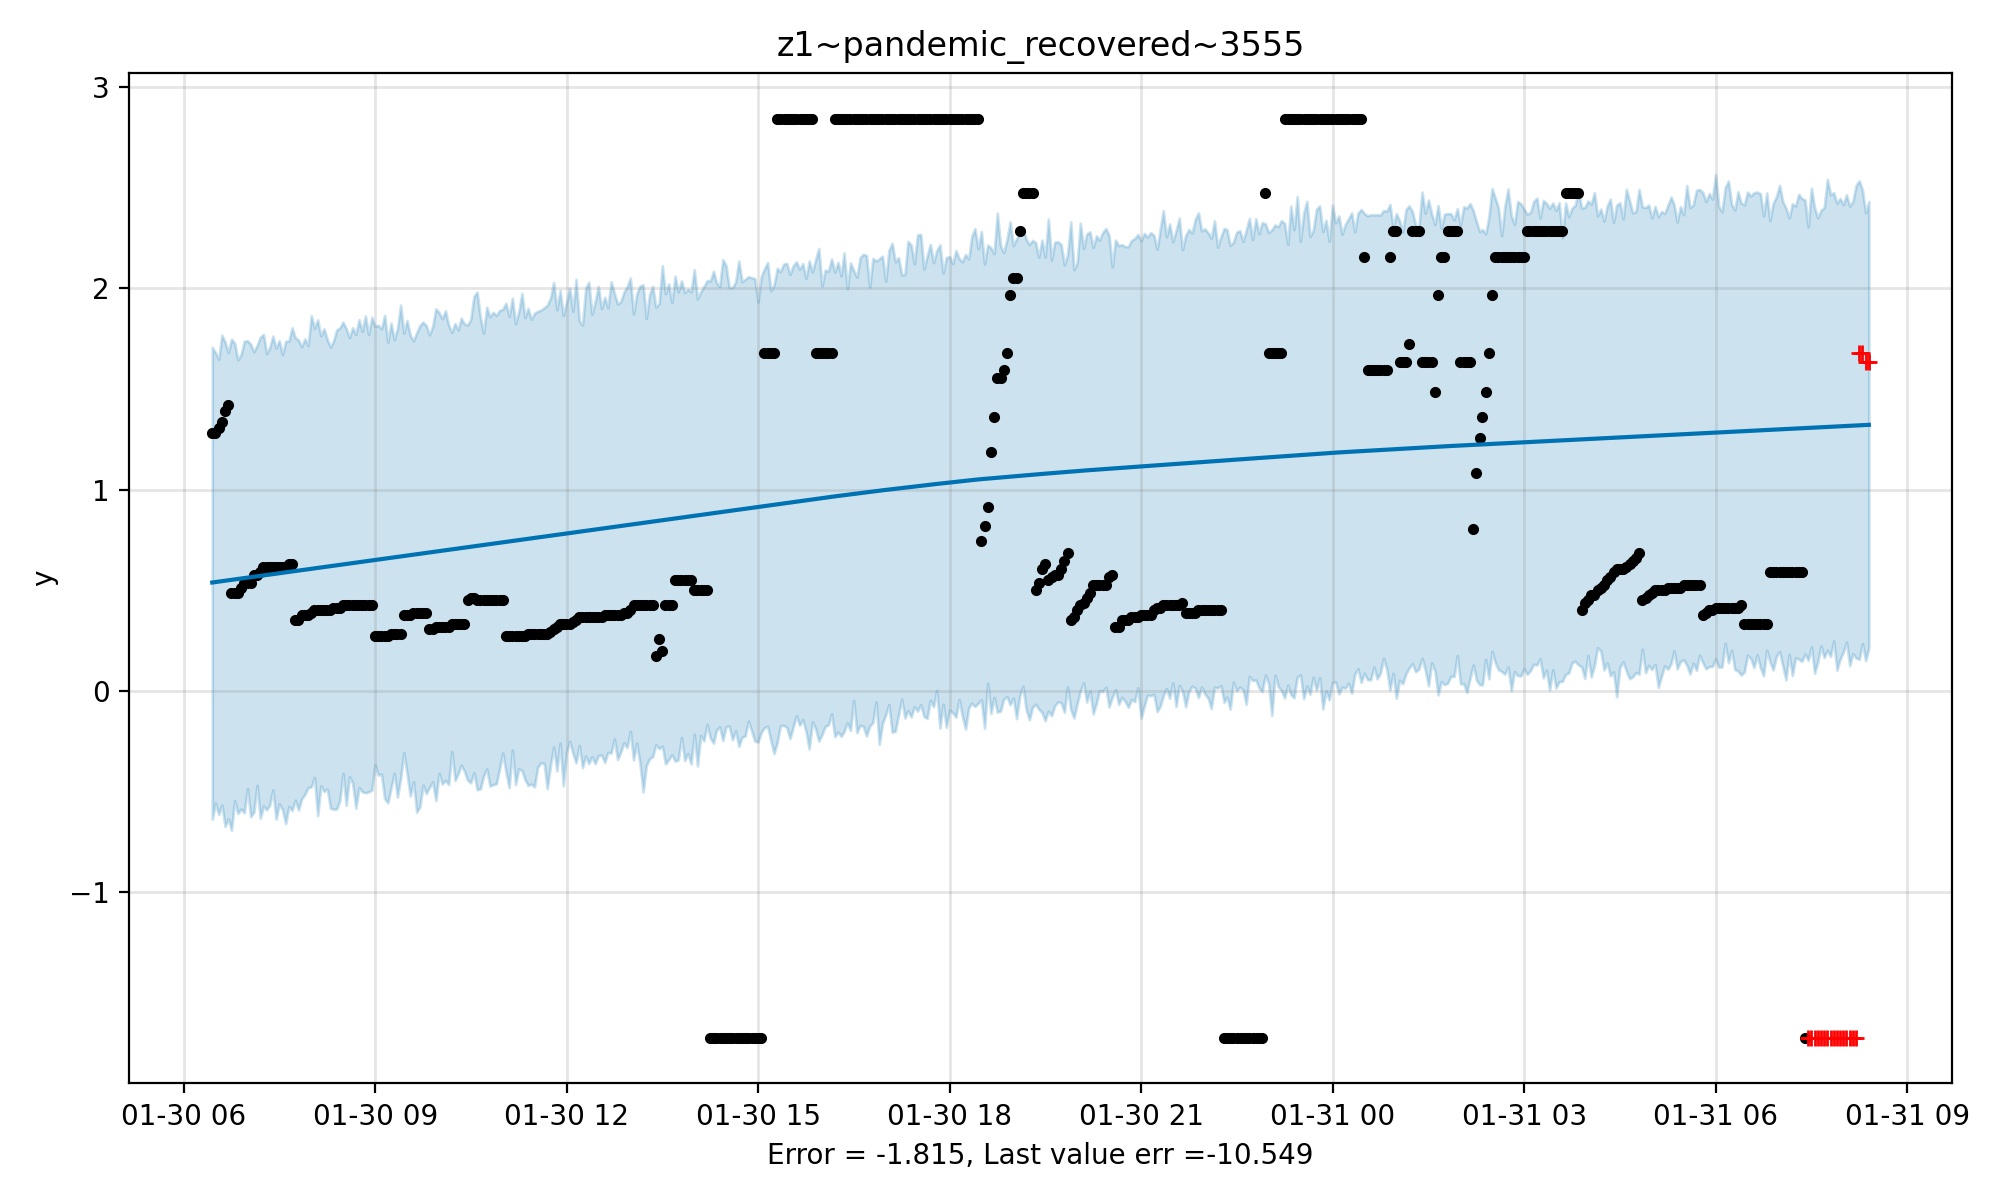 z1~pandemic_recovered~3555
3
2
1
0
−1
y
01-30 06 01-30 09 01-30 12 01-30 15 01-30 18 01-30 21 01-31 00 01-31 03 01-31 06 01-31 09
Error = -1.815, Last value err =-10.549